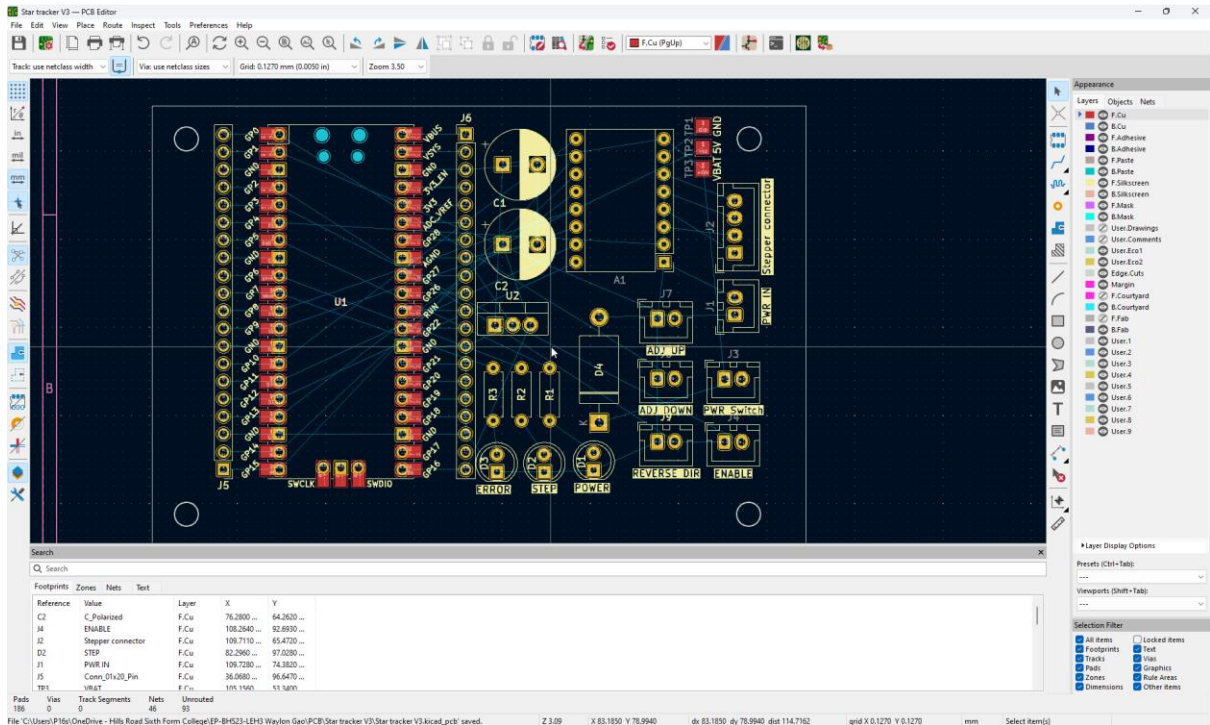 Star tracker V3 — PCB Editor
File Edit View Place Route Inspect Tools Preferences Help
F.Cu (PgUp)
Track: use netclass width Via: use netclass sizes Grid: 0.1270 mm (0.0050 in) Zoom 3.50
in
mil
mm
B
J6
GP0
GP1
GND
GP2
GP3
GP4
GP5
GND
GP6
GP7
GP8
GP9
GND
GP10
GP11
GP12
GP13
GND
GP14
GP15
U1
VBUS
VSYS
GND
3V3_EN
3V3
ADC_VREF
GP28
AGND
GP27
GP26
RUN
GP22
GND
GP21
GP20
GP19
GP18
GND
GP17
GP16
J5
SWCLK
SWDIO
C1
C2
U2
R3
R2
R1
D3
D2
D1
ERROR
STEP
POWER
D4
K
A1
TP3 TP2 TP1
VBAT 5V GND
J2
Stepper connector
J1
PWR IN
J7
ADJ UP
ADJ DOWN
J3
PWR Switch
J9
REVERSE DIR
J4
ENABLE
Appearance
Layers Objects Nets
F.Cu
B.Cu
F.Adhesive
B.Adhesive
F.Paste
B.Paste
F.Silkscreen
B.Silkscreen
F.Mask
B.Mask
User.Drawings
User.Comments
User.Eco1
User.Eco2
Edge.Cuts
Margin
F.Courtyard
B.Courtyard
F.Fab
B.Fab
User.1
User.2
User.3
User.4
User.5
User.6
User.7
User.8
User.9
Layer Display Options
Presets (Ctrl+Tab):
---
Viewports (Shift+Tab):
---
Selection Filter
All items Locked items
Footprints Text
Tracks Vias
Pads Graphics
Zones Rule Areas
Dimensions Other items
Search
Search
Footprints Zones Nets Text
Reference Value Layer X Y
C2 C_Polarized F.Cu 76.2800 ... 64.2620 ...
J4 ENABLE F.Cu 108.2640 ... 92.6930 ...
J2 Stepper connector F.Cu 109.7110 ... 65.4720 ...
D2 STEP F.Cu 82.2960 ... 97.0280 ...
J1 PWR IN F.Cu 109.7280 ... 74.3820 ...
J5 Conn_01x20_Pin F.Cu 36.0680 ... 96.6470 ...
TP3 VBAT F.Cu 105.1560 53.3400
Pads Vias Track Segments Nets Unrouted
186 0 0 46 93
File 'C:\Users\P16s\OneDrive - Hills Road Sixth Form College\EP-BHS23-LEH3 Waylon Gao\PCB\Star tracker V3\Star tracker V3.kicad_pcb' saved.
Z 3.09 X 83.1850 Y 78.9940 dx 83.1850 dy 78.9940 dist 114.7162 grid X 0.1270 Y 0.1270 mm Select item(s)